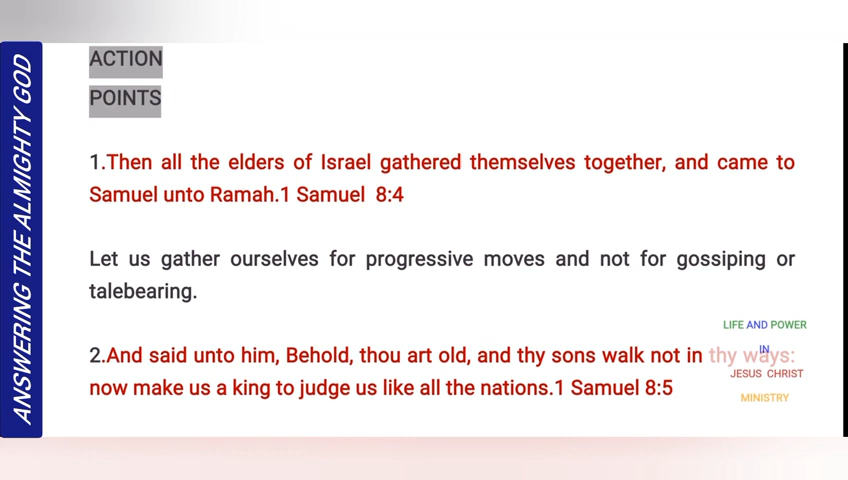 ANSWERING THE ALMIGHTY GOD
ACTION
POINTS
1.Then all the elders of Israel gathered themselves together, and came to
Samuel unto Ramah.1 Samuel 8:4
Let us gather ourselves for progressive moves and not for gossiping or
talebearing.
2.And said unto him, Behold, thou art old, and thy sons walk not in thy ways:
now make us a king to judge us like all the nations.1 Samuel 8:5
LIFE AND POWER
IN
JESUS CHRIST
MINISTRY